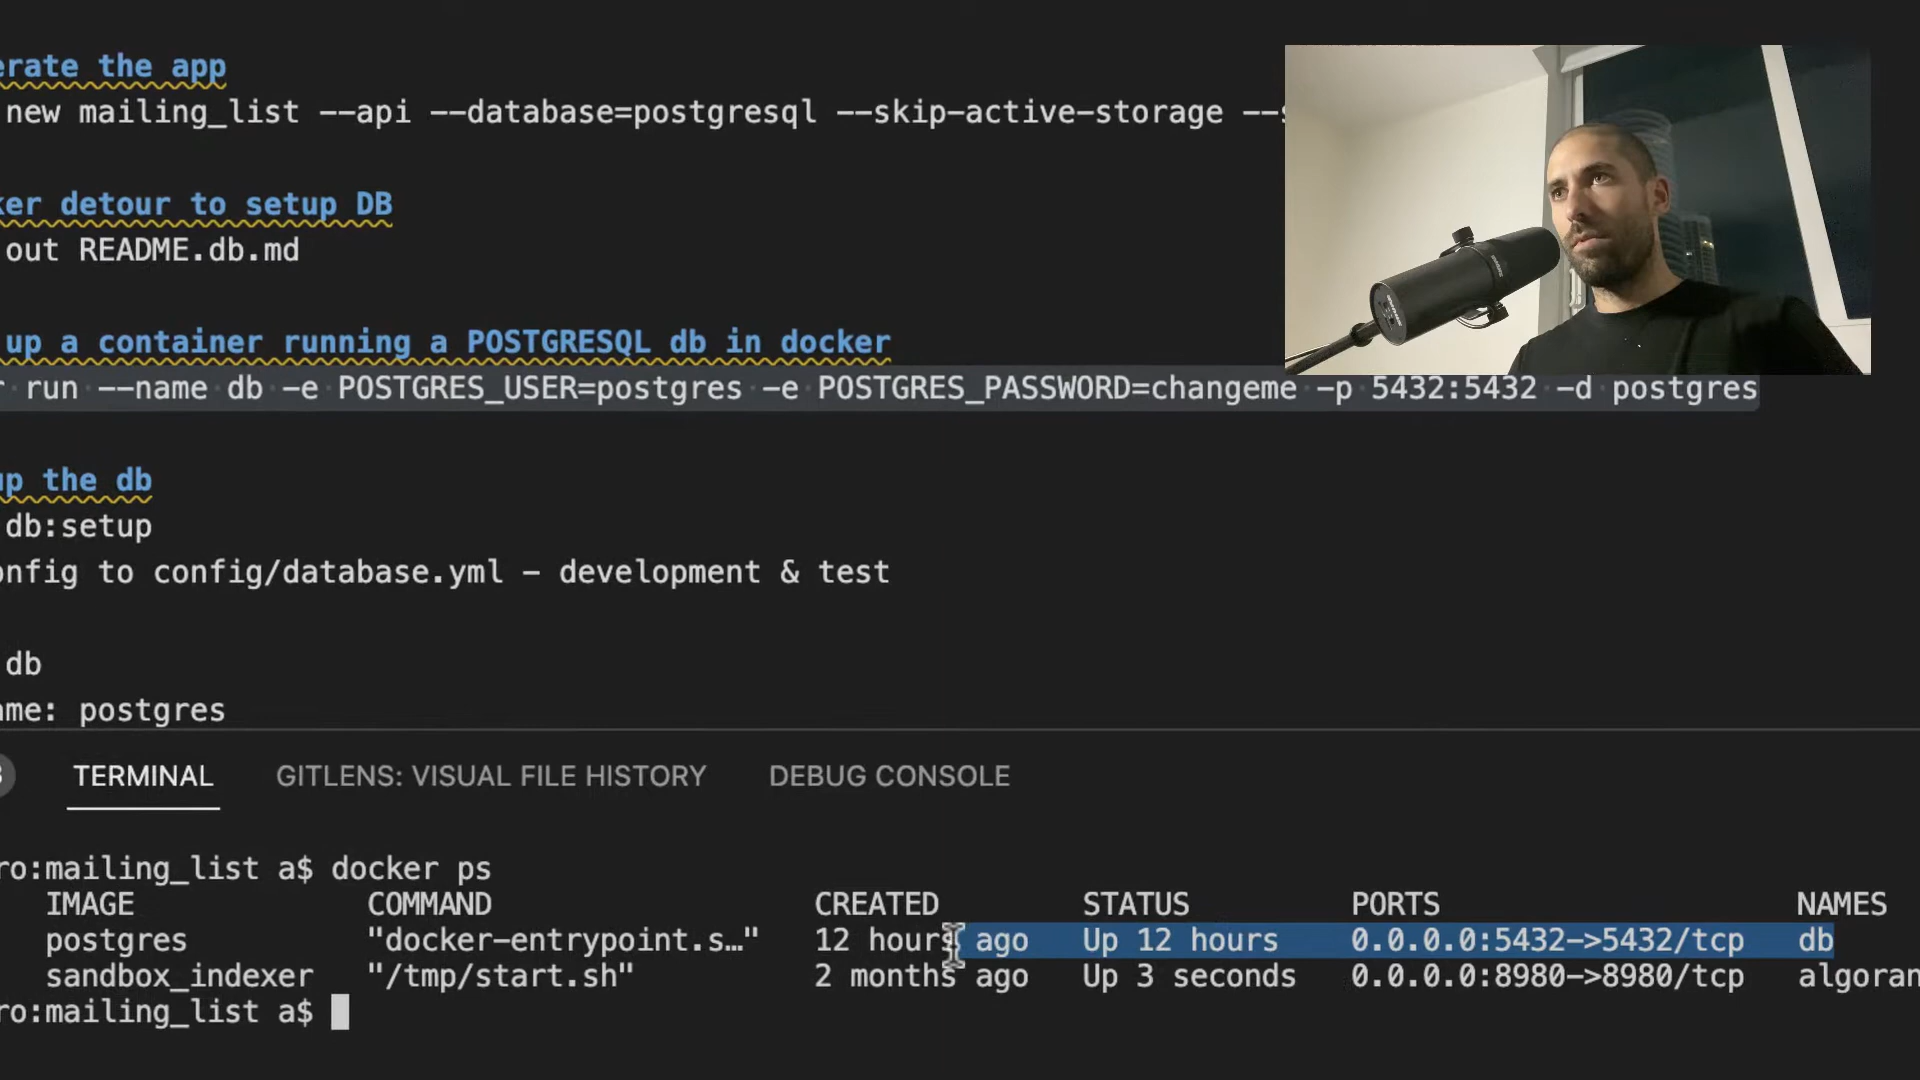 erate the app
new mailing_list --api --database=postgresql --skip-active-storage --s
ker detour to setup DB
out README.db.md
up a container running a POSTGRESQL db in docker
r run --name db -e POSTGRES_USER=postgres -e POSTGRES_PASSWORD=changeme -p 5432:5432 -d postgres
up the db
db:setup
onfig to config/database.yml - development & test
db
ame: postgres
TERMINAL GITLENS: VISUAL FILE HISTORY DEBUG CONSOLE
ro:mailing_list a$ docker ps
IMAGE COMMAND CREATED STATUS PORTS NAMES
postgres "docker-entrypoint.s…" 12 hours ago Up 12 hours 0.0.0.0:5432->5432/tcp db
sandbox_indexer "/tmp/start.sh" 2 months ago Up 3 seconds 0.0.0.0:8980->8980/tcp algoran
ro:mailing_list a$